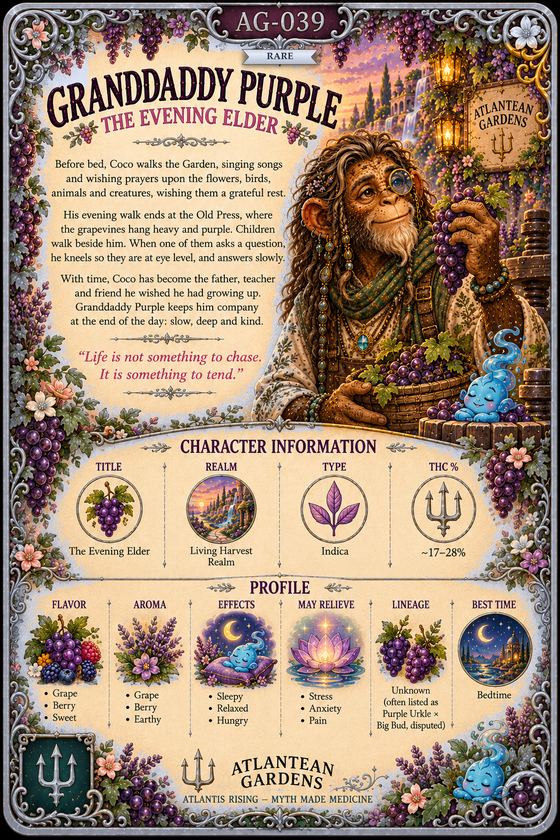 AG-039
RARE
GRANDDADDY PURPLE
THE EVENING ELDER
ATLANTEAN
GARDENS
Before bed, Coco walks the Garden, singing songs
and wishing prayers upon the flowers, birds,
animals and creatures, wishing them a grateful rest.
His evening walk ends at the Old Press, where
the grapevines hang heavy and purple. Children
walk beside him. When one of them asks a question,
he kneels so they are at eye level, and answers slowly.
With time, Coco has become the father, teacher
and friend he wished he had growing up.
Granddaddy Purple keeps him company
at the end of the day: slow, deep and kind.
“Life is not something to chase.
It is something to tend.”
CHARACTER INFORMATION
TITLE
The Evening Elder
REALM
Living Harvest
Realm
TYPE
Indica
THC %
~17–28%
PROFILE
FLAVOR
• Grape
• Berry
• Sweet
AROMA
• Grape
• Berry
• Earthy
EFFECTS
• Sleepy
• Relaxed
• Hungry
MAY RELIEVE
• Stress
• Anxiety
• Pain
LINEAGE
Unknown
(often listed as
Purple Urkle ×
Big Bud, disputed)
BEST TIME
Bedtime
ATLANTEAN
GARDENS
ATLANTIS RISING – MYTH MADE MEDICINE